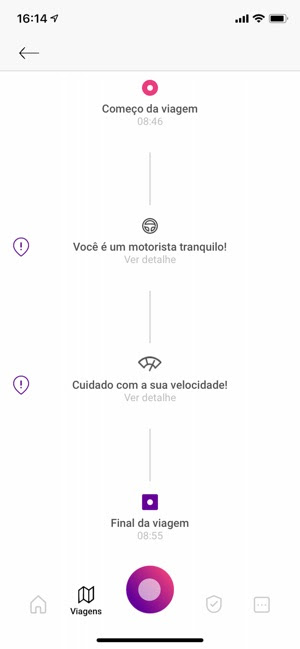 16:14
Começo da viagem
08:46
Você é um motorista tranquilo!
Ver detalhe
Cuidado com a sua velocidade!
Ver detalhe
Final da viagem
08:55
Viagens